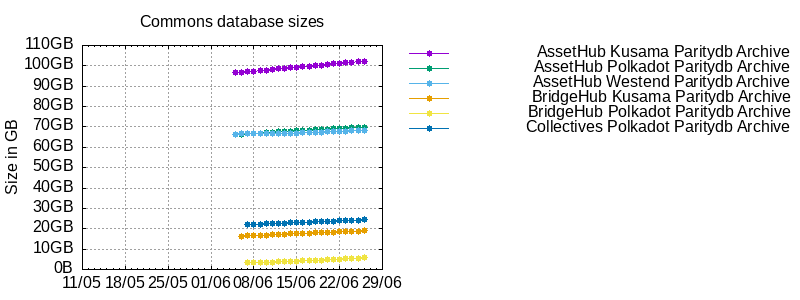 Commons database sizes
110GB
100GB
90GB
80GB
70GB
60GB
50GB
40GB
30GB
20GB
10GB
0B
Size in GB
11/05 18/05 25/05 01/06 08/06 15/06 22/06 29/06
AssetHub Kusama Paritydb Archive
AssetHub Polkadot Paritydb Archive
AssetHub Westend Paritydb Archive
BridgeHub Kusama Paritydb Archive
BridgeHub Polkadot Paritydb Archive
Collectives Polkadot Paritydb Archive